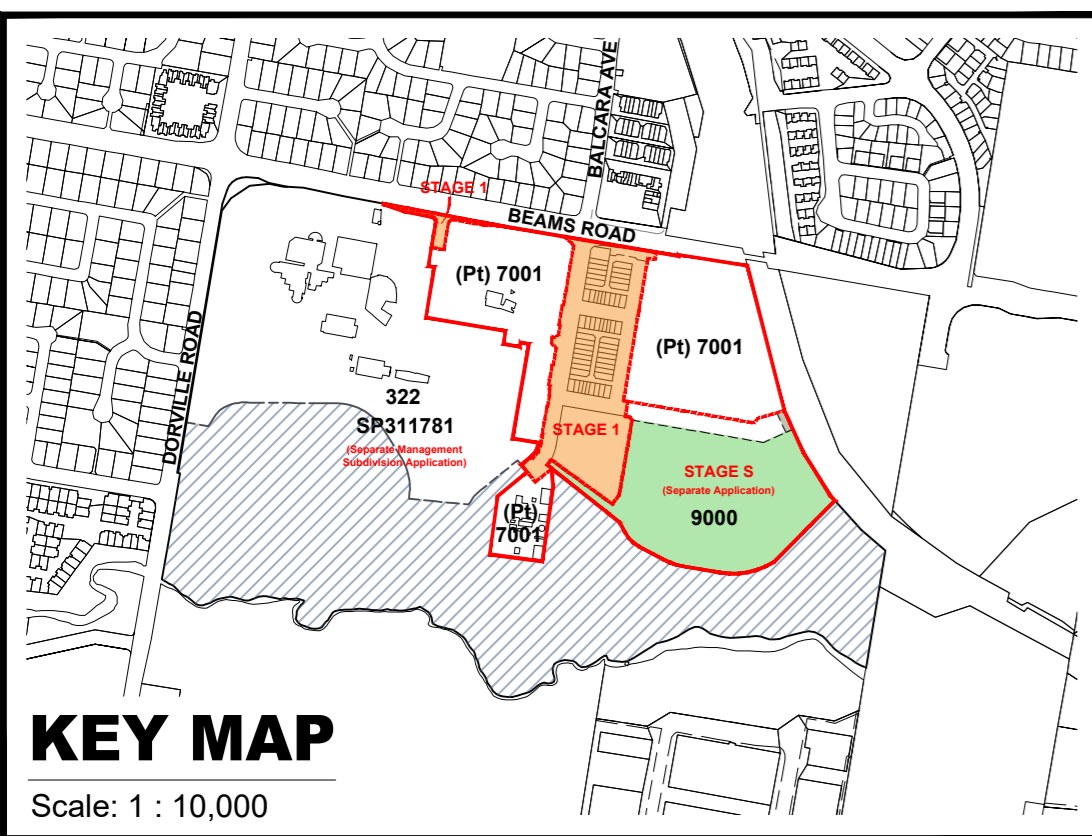 BALCARA AVE
STAGE 1
BEAMS ROAD
(Pt) 7001
(Pt) 7001
DORVILLE ROAD
322
SP311781
(Separate Management
Subdivision Application)
STAGE 1
STAGE S
(Separate Application)
9000
(Pt)
7001
KEY MAP
Scale: 1 : 10,000